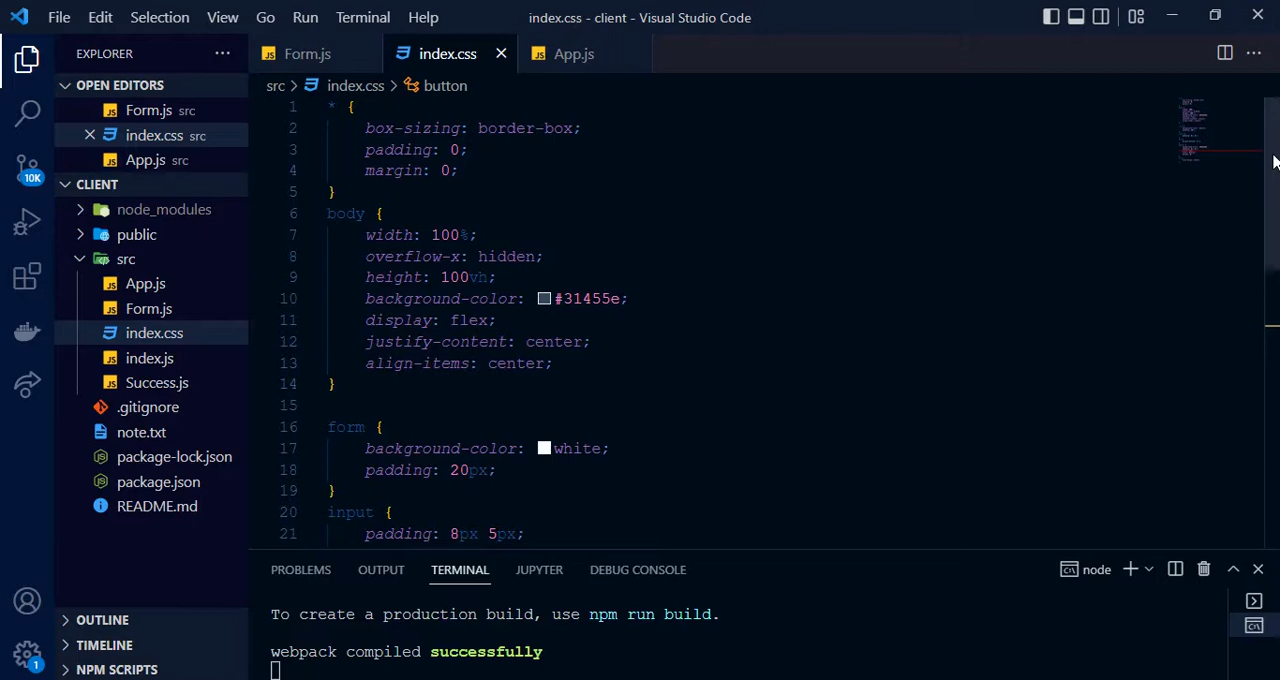 File Edit Selection View Go Run Terminal Help index.css - client - Visual Studio Code
EXPLORER
Form.js index.css App.js
OPEN EDITORS
src index.css button
Form.js src
index.css src
App.js src
CLIENT
node_modules
public
src
App.js
Form.js
index.css
index.js
Success.js
.gitignore
note.txt
package-lock.json
package.json
README.md
OUTLINE
TIMELINE
NPM SCRIPTS
10K
1
1 * {
2 box-sizing: border-box;
3 padding: 0;
4 margin: 0;
5 }
6 body {
7 width: 100%;
8 overflow-x: hidden;
9 height: 100vh;
10 background-color: #31455e;
11 display: flex;
12 justify-content: center;
13 align-items: center;
14 }
15
16 form {
17 background-color: white;
18 padding: 20px;
19 }
20 input {
21 padding: 8px 5px;
PROBLEMS OUTPUT TERMINAL JUPYTER DEBUG CONSOLE node
To create a production build, use npm run build.
webpack compiled successfully